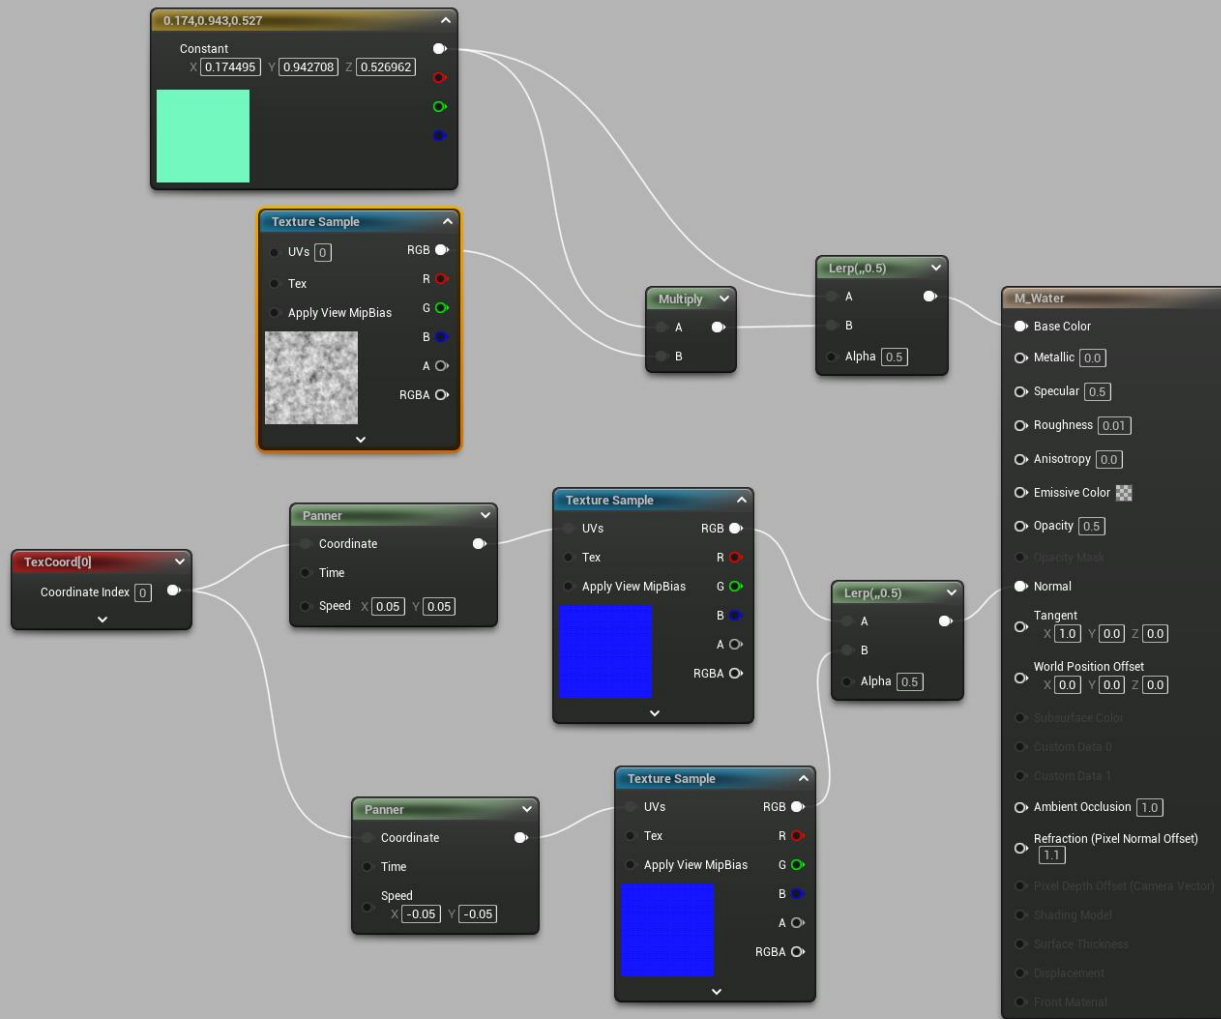 0.174,0.943,0.527
Constant
X 0.174495 Y 0.942708 Z 0.526962
Texture Sample
UVs 0 RGB
Tex R
Apply View MipBias G
B
A
RGBA
Multiply
A
B
Lerp(,,0.5)
A
B
Alpha 0.5
TexCoord[0]
Coordinate Index 0
Panner
Coordinate
Time
Speed X 0.05 Y 0.05
Texture Sample
UVs RGB
Tex R
Apply View MipBias G
B
A
RGBA
Panner
Coordinate
Time
Speed
X -0.05 Y -0.05
Texture Sample
UVs RGB
Tex R
Apply View MipBias G
B
A
RGBA
Lerp(,,0.5)
A
B
Alpha 0.5
M_Water
Base Color
Metallic 0.0
Specular 0.5
Roughness 0.01
Anisotropy 0.0
Emissive Color
Opacity 0.5
Opacity Mask
Normal
Tangent
X 1.0 Y 0.0 Z 0.0
World Position Offset
X 0.0 Y 0.0 Z 0.0
Subsurface Color
Custom Data 0
Custom Data 1
Ambient Occlusion 1.0
Refraction (Pixel Normal Offset)
1.1
Pixel Depth Offset (Camera Vector)
Shading Model
Surface Thickness
Displacement
Front Material